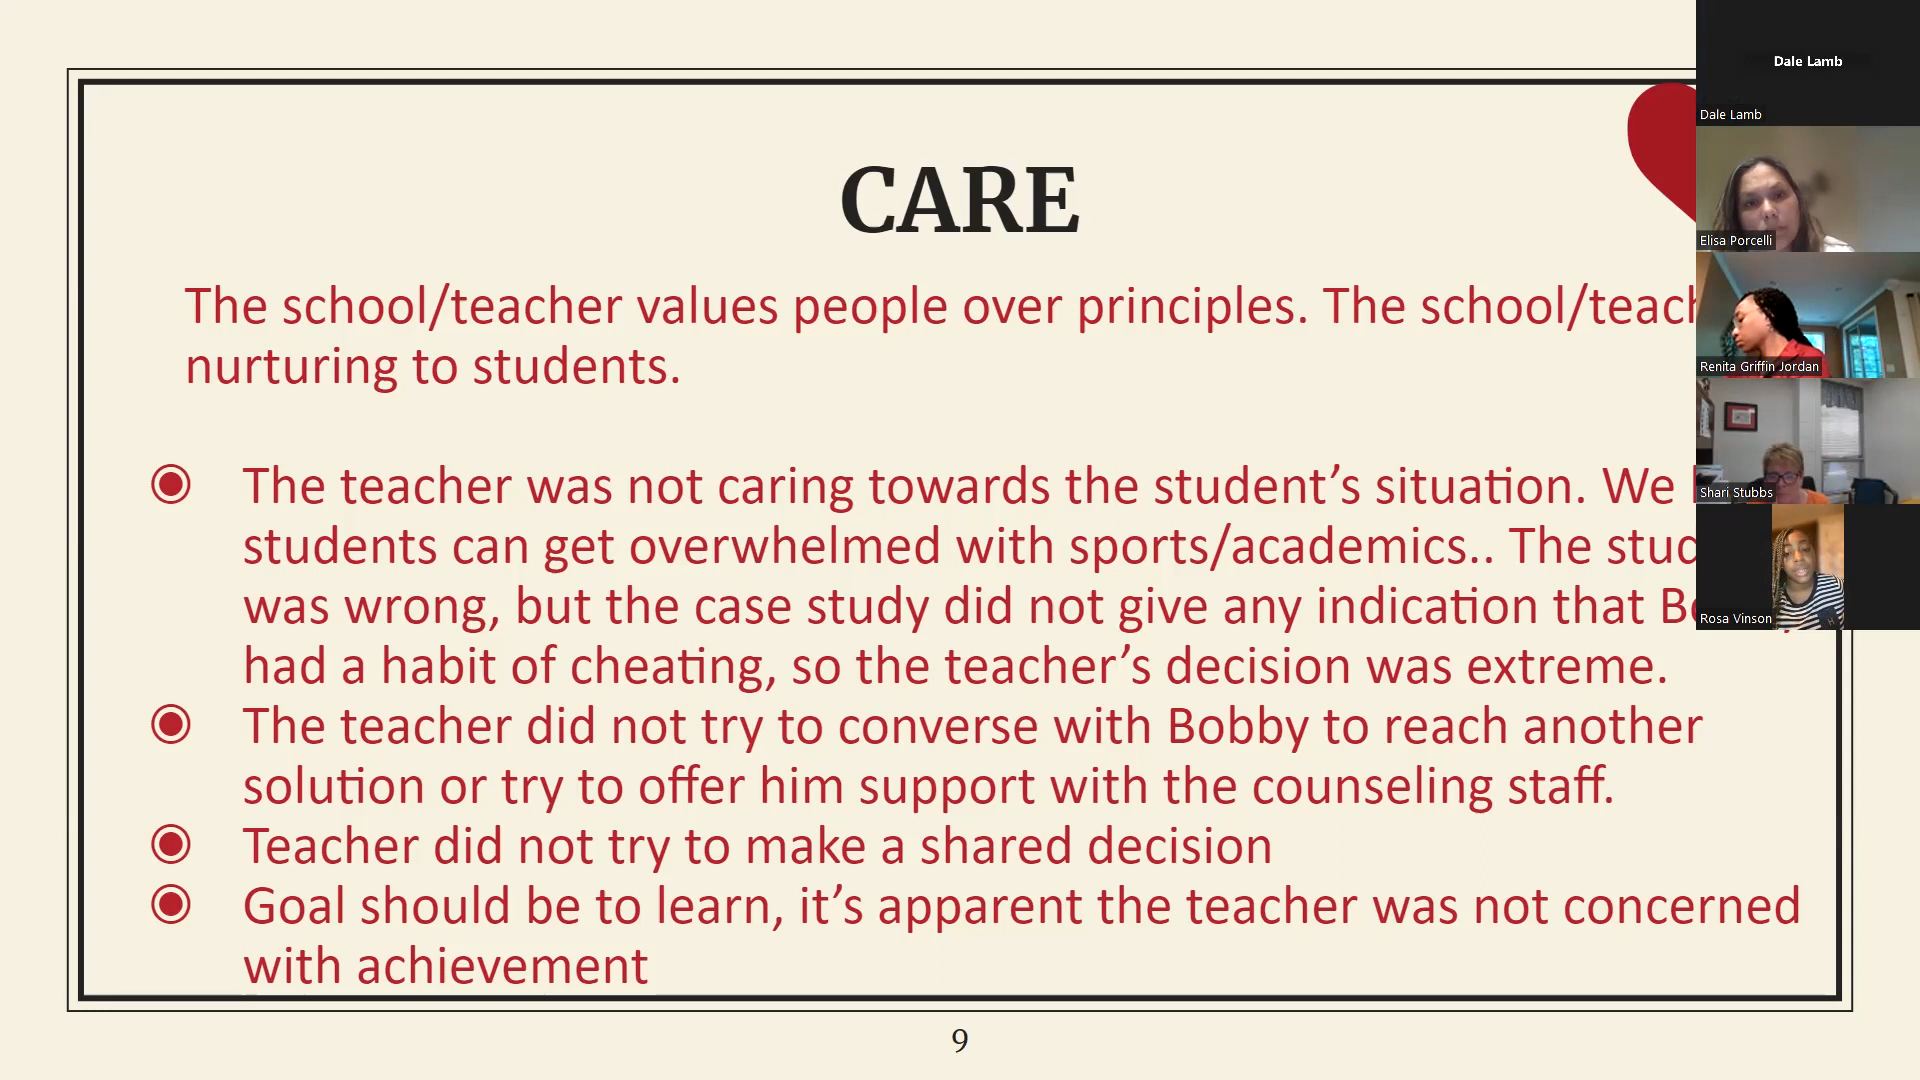 CARE
The school/teacher values people over principles. The
nurturing to students.
The teacher was not caring towards the student’s situation. We
students can get overwhelmed with sports/academics.. The
was wrong, but the case study did not give any indication that
had a habit of cheating, so the teacher’s decision was extreme.
The teacher did not try to converse with Bobby to reach another
solution or try to offer him support with the counseling staff.
Teacher did not try to make a shared decision
Goal should be to learn, it’s apparent the teacher was not concerned
with achievement
9
Dale Lamb
Dale Lamb
Elisa Porcelli
Renita Griffin Jordan
Shari Stubbs
Rosa Vinson